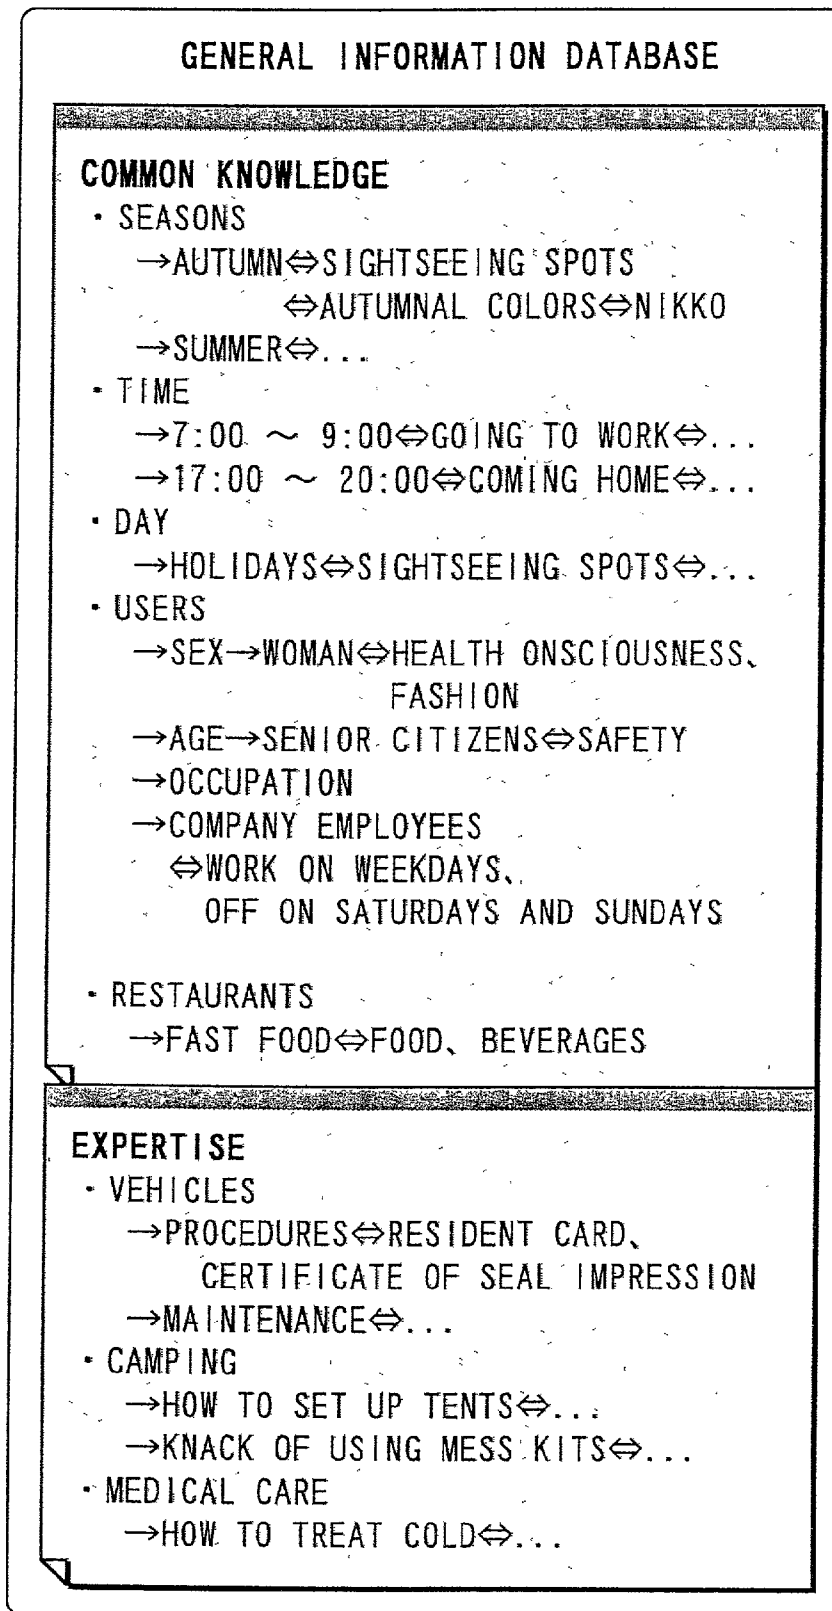 GENERAL INFORMATION DATABASE
COMMON KNOWLEDGE
・SEASONS
→AUTUMN⇔SIGHTSEEING SPOTS
⇔AUTUMNAL COLORS⇔NIKKO
→SUMMER⇔...
・TIME
→7:00 ～ 9:00⇔GOING TO WORK⇔...
→17:00 ～ 20:00⇔COMING HOME⇔...
・DAY
→HOLIDAYS⇔SIGHTSEEING SPOTS⇔...
・USERS
→SEX→WOMAN⇔HEALTH ONSCIOUSNESS、
FASHION
→AGE→SENIOR CITIZENS⇔SAFETY
→OCCUPATION
→COMPANY EMPLOYEES
⇔WORK ON WEEKDAYS、
OFF ON SATURDAYS AND SUNDAYS
・RESTAURANTS
→FAST FOOD⇔FOOD、BEVERAGES
EXPERTISE
・VEHICLES
→PROCEDURES⇔RESIDENT CARD、
CERTIFICATE OF SEAL IMPRESSION
→MAINTENANCE⇔...
・CAMPING
→HOW TO SET UP TENTS⇔...
→KNACK OF USING MESS KITS⇔...
・MEDICAL CARE
→HOW TO TREAT COLD⇔...